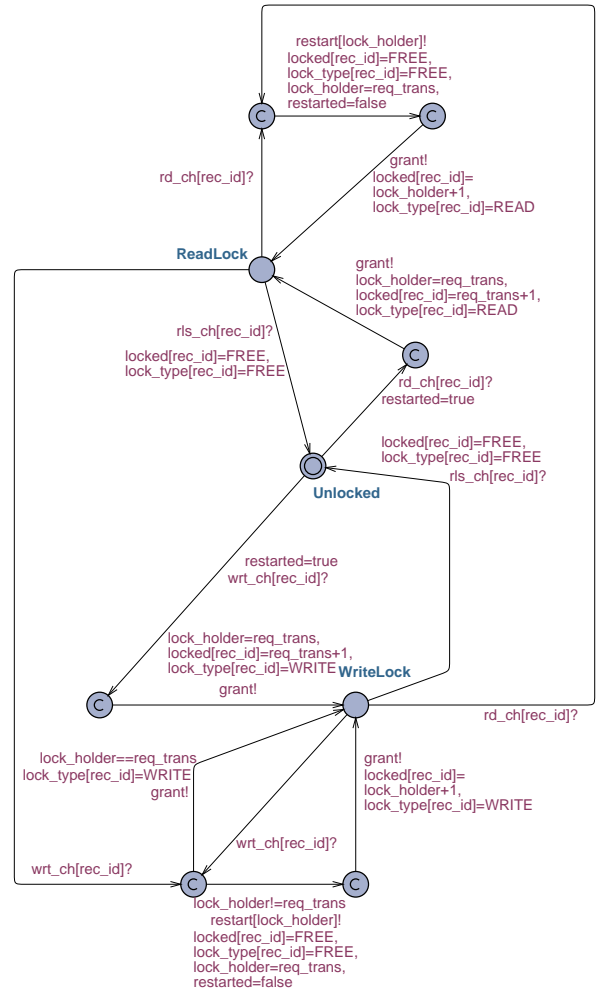 restart[lock_holder]!
locked[rec_id]=FREE,
lock_type[rec_id]=FREE,
lock_holder=req_trans,
restarted=false
C
C
grant!
locked[rec_id]=
lock_holder+1,
lock_type[rec_id]=READ
rd_ch[rec_id]?
ReadLock
grant!
lock_holder=req_trans,
locked[rec_id]=req_trans+1,
lock_type[rec_id]=READ
rls_ch[rec_id]?
locked[rec_id]=FREE,
lock_type[rec_id]=FREE
C
rd_ch[rec_id]?
restarted=true
locked[rec_id]=FREE,
lock_type[rec_id]=FREE
rls_ch[rec_id]?
Unlocked
restarted=true
wrt_ch[rec_id]?
lock_holder=req_trans,
locked[rec_id]=req_trans+1,
lock_type[rec_id]=WRITE
WriteLock
grant!
C
rd_ch[rec_id]?
lock_holder==req_trans
lock_type[rec_id]=WRITE
grant!
grant!
locked[rec_id]=
lock_holder+1,
lock_type[rec_id]=WRITE
wrt_ch[rec_id]?
wrt_ch[rec_id]?
C
C
lock_holder!=req_trans
restart[lock_holder]!
locked[rec_id]=FREE,
lock_type[rec_id]=FREE,
lock_holder=req_trans,
restarted=false